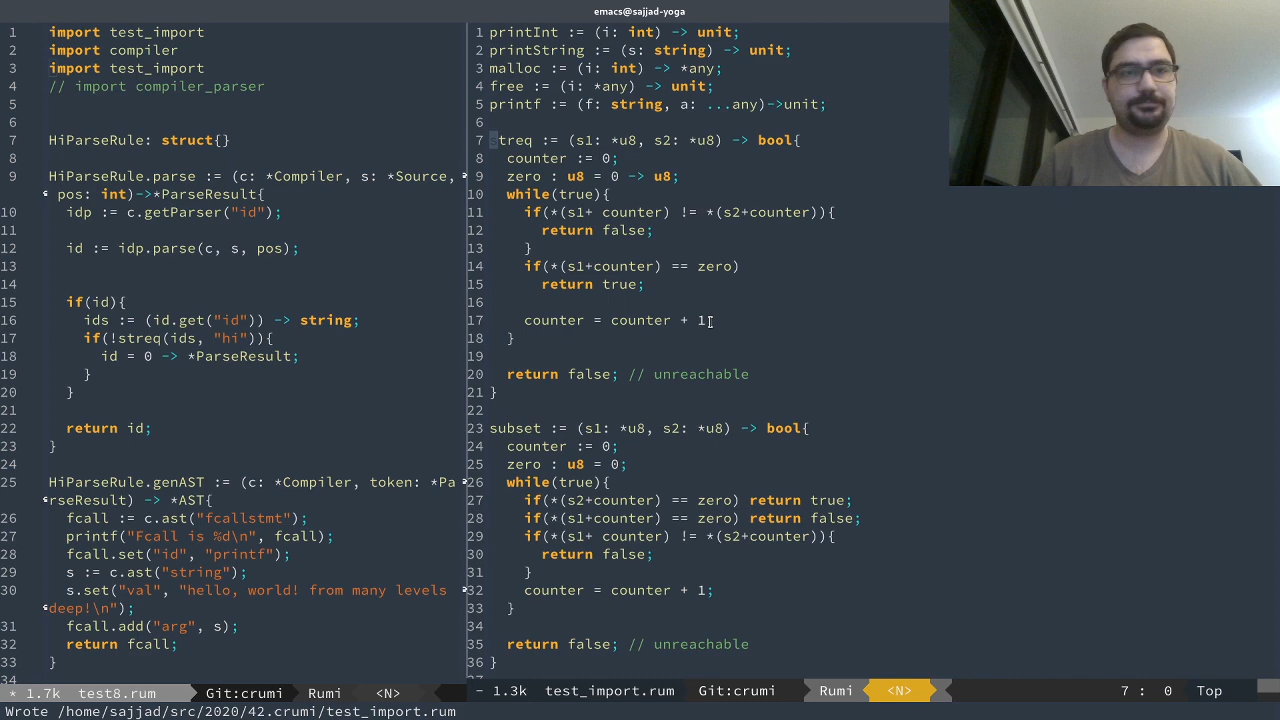 emacs@sajjad-yoga
1 import test_import
2 import compiler
3 import test_import
4 // import compiler_parser
5
6
7 HiParseRule: struct{}
8
9 HiParseRule.parse := (c: *Compiler, s: *Source,
pos: int)->*ParseResult{
10 idp := c.getParser("id");
11
12 id := idp.parse(c, s, pos);
13
14
15 if(id){
16 ids := (id.get("id")) -> string;
17 if(!streq(ids, "hi")){
18 id = 0 -> *ParseResult;
19 }
20 }
21
22 return id;
23 }
24
25 HiParseRule.genAST := (c: *Compiler, token: *Pa
rseResult) -> *AST{
26 fcall := c.ast("fcallstmt");
27 printf("Fcall is %d\n", fcall);
28 fcall.set("id", "printf");
29 s := c.ast("string");
30 s.set("val", "hello, world! from many levels
deep!\n");
31 fcall.add("arg", s);
32 return fcall;
33 }
34
* 1.7k test8.rum Git:crumi Rumi <N>
1 printInt := (i: int) -> unit;
2 printString := (s: string) -> unit;
3 malloc := (i: int) -> *any;
4 free := (i: *any) -> unit;
5 printf := (f: string, a: ...any)->unit;
6
7 streq := (s1: *u8, s2: *u8) -> bool{
8 counter := 0;
9 zero : u8 = 0 -> u8;
10 while(true){
11 if(*(s1+ counter) != *(s2+counter)){
12 return false;
13 }
14 if(*(s1+counter) == zero)
15 return true;
16
17 counter = counter + 1;
18 }
19
20 return false; // unreachable
21 }
22
23 subset := (s1: *u8, s2: *u8) -> bool{
24 counter := 0;
25 zero : u8 = 0;
26 while(true){
27 if(*(s2+counter) == zero) return true;
28 if(*(s1+counter) == zero) return false;
29 if(*(s1+ counter) != *(s2+counter)){
30 return false;
31 }
32 counter = counter + 1;
33 }
34
35 return false; // unreachable
36 }
- 1.3k test_import.rum Git:crumi Rumi <N> 7 : 0 Top
Wrote /home/sajjad/src/2020/42.crumi/test_import.rum